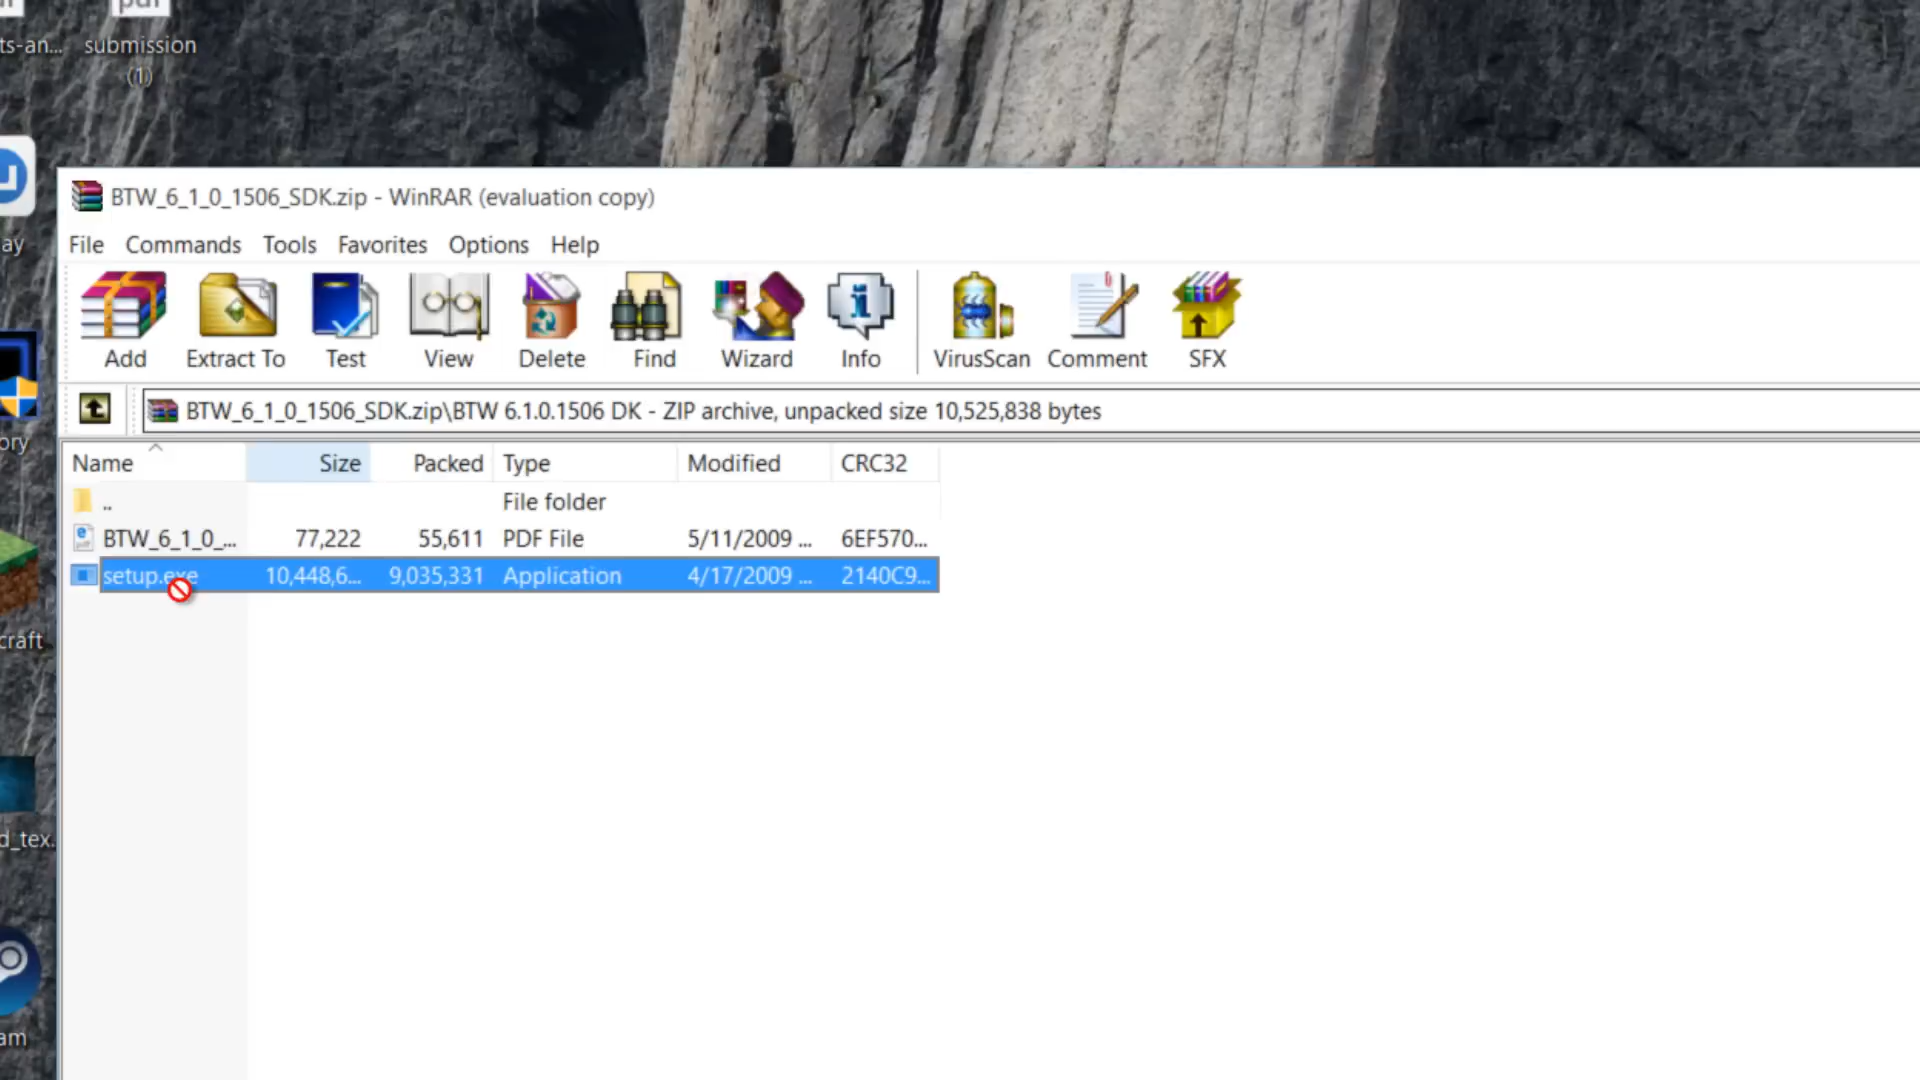 ts-an... submission
(1)
BTW_6_1_0_1506_SDK.zip - WinRAR (evaluation copy)
ay
File Commands Tools Favorites Options Help
Add Extract To Test View Delete Find Wizard Info VirusScan Comment SFX
BTW_6_1_0_1506_SDK.zip\BTW 6.1.0.1506 DK - ZIP archive, unpacked size 10,525,838 bytes
ory
Name Size Packed Type Modified CRC32
.. File folder
BTW_6_1_0_... 77,222 55,611 PDF File 5/11/2009 ... 6EF570...
setup.exe 10,448,6... 9,035,331 Application 4/17/2009 ... 2140C9...
craft
d_tex.
am